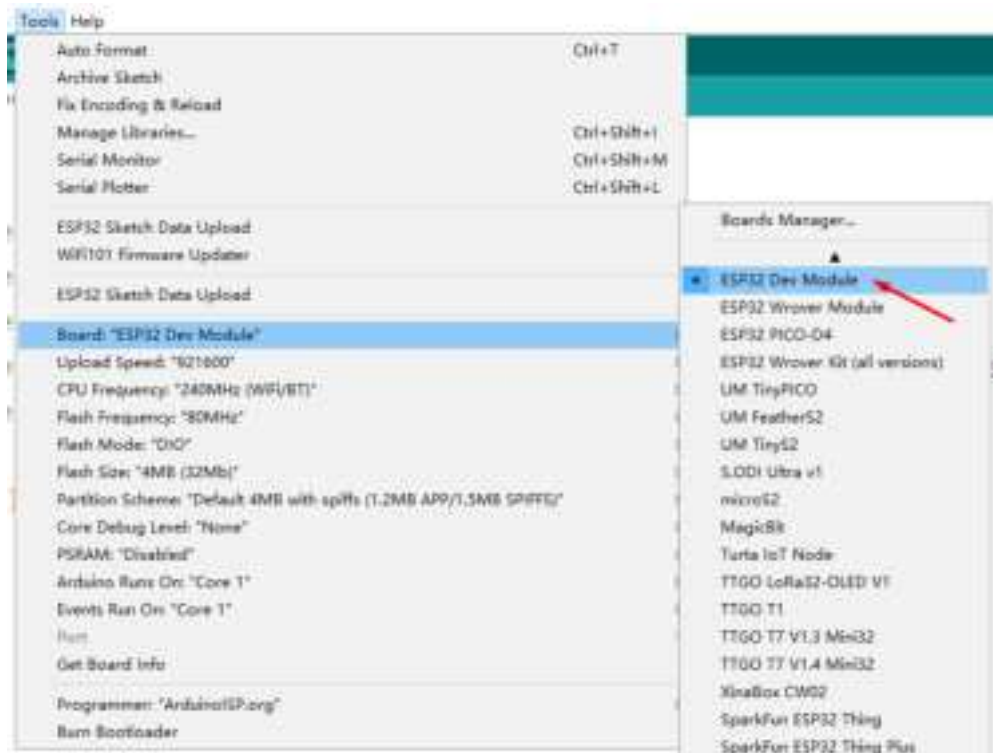 Tools Help
Auto Format Ctrl+T
Archive Sketch
Fix Encoding & Reload
Manage Libraries... Ctrl+Shift+I
Serial Monitor Ctrl+Shift+M
Serial Plotter Ctrl+Shift+L
ESP32 Sketch Data Upload
WiFi101 Firmware Updater
ESP32 Sketch Data Upload
Board: "ESP32 Dev Module"
Upload Speed: "921600"
CPU Frequency: "240MHz (WiFi/BT)"
Flash Frequency: "80MHz"
Flash Mode: "DIO"
Flash Size: "4MB (32Mb)"
Partition Scheme: "Default 4MB with spiffs (1.2MB APP/1.5MB SPIFFS)"
Core Debug Level: "None"
PSRAM: "Disabled"
Arduino Runs On: "Core 1"
Events Run On: "Core 1"
Port
Get Board Info
Programmer: "ArduinoISP.org"
Burn Bootloader
Boards Manager...
ESP32 Dev Module
ESP32 Wrover Module
ESP32 PICO-D4
ESP32 Wrover Kit (all versions)
UM TinyPICO
UM FeatherS2
UM TinyS2
S.ODI Ultra v1
microS2
MagicBit
Turta IoT Node
TTGO LoRa32-OLED V1
TTGO T1
TTGO T7 V1.3 Mini32
TTGO T7 V1.4 Mini32
XinaBox CW02
SparkFun ESP32 Thing
SparkFun ESP32 Thing Plus